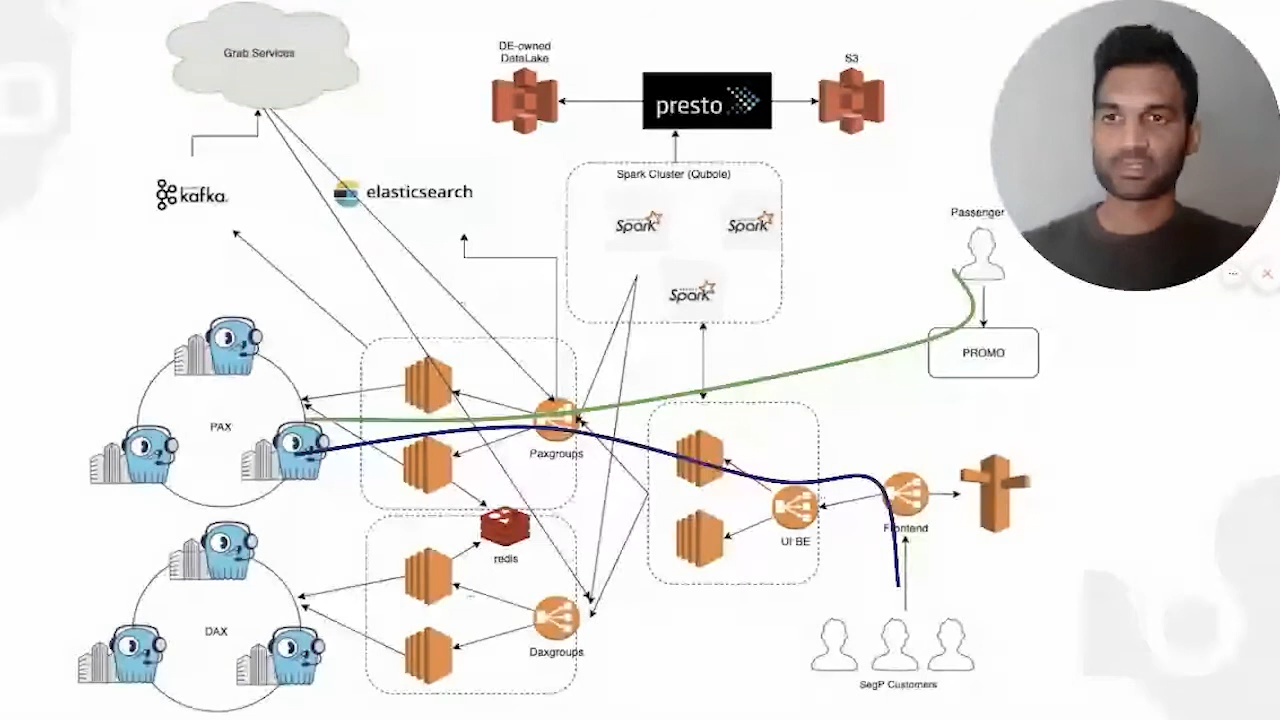 Grab Services
DE-owned
DataLake
presto
S3
kafka
elasticsearch
Spark Cluster (Qubole)
Spark
Spark
Spark
Passenger
PROMO
PAX
Paxgroups
redis
UI BE
Frontend
DAX
Daxgroups
SegP Customers